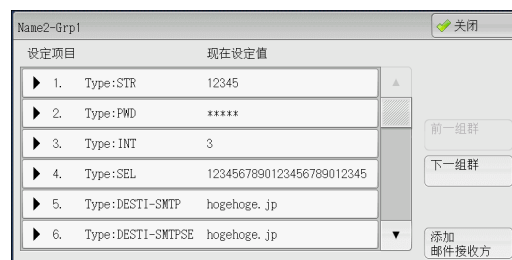 Name2-Grp1
关闭
设定项目 现在设定值
1. Type:STR 12345
2. Type:PWD *****
3. Type:INT 3
4. Type:SEL 1234567890123456789012345
5. Type:DESTI-SMTP hogehoge.jp
6. Type:DESTI-SMTPSE hogehoge.jp
前一组群
下一组群
添加
邮件接收方